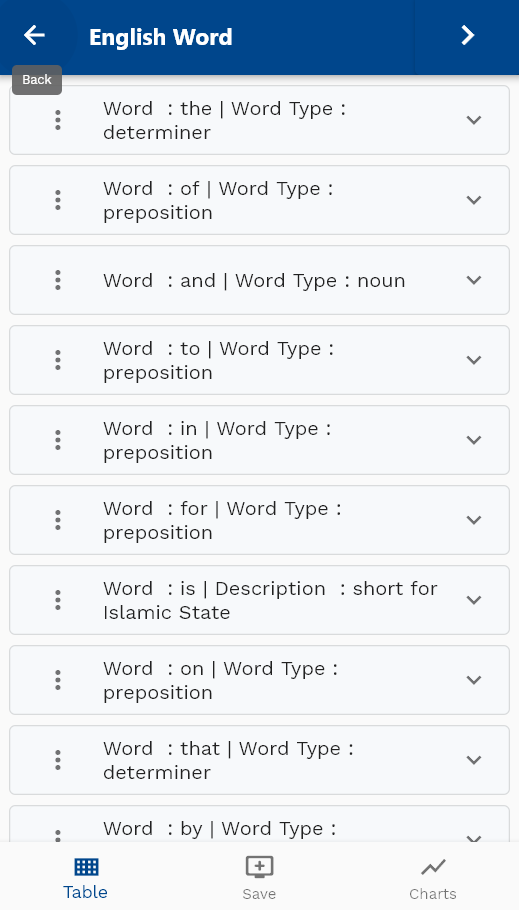 English Word
Back
Word : the | Word Type :
determiner
Word : of | Word Type :
preposition
Word : and | Word Type : noun
Word : to | Word Type :
preposition
Word : in | Word Type :
preposition
Word : for | Word Type :
preposition
Word : is | Description : short for
Islamic State
Word : on | Word Type :
preposition
Word : that | Word Type :
determiner
Word : by | Word Type :
Table
Save
Charts